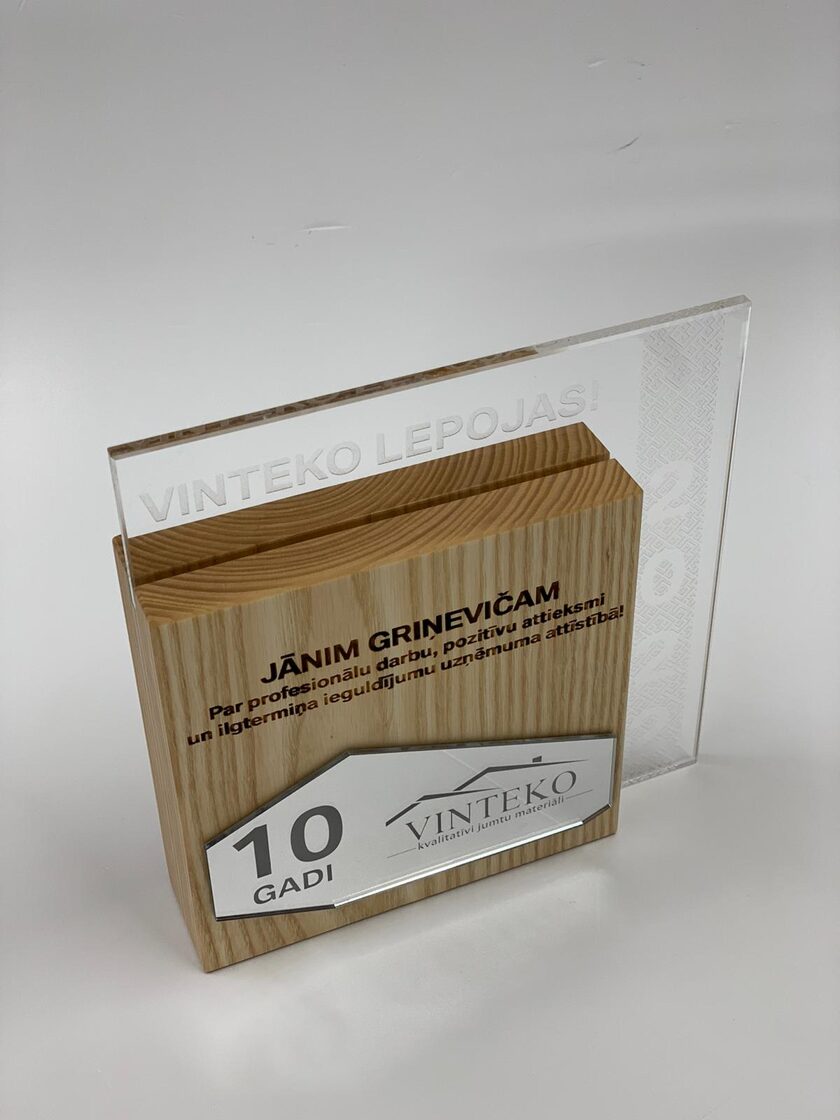 VINTEKO LEPOJAS!
JĀNIM GRIŅEVIČAM
Par profesionālu darbu, pozitīvu attieksmi
un ilgtermiņa ieguldījumu uzņēmuma attīstībā!
10
GADI
VINTEKO
kvalitatīvi jumtu materiāli